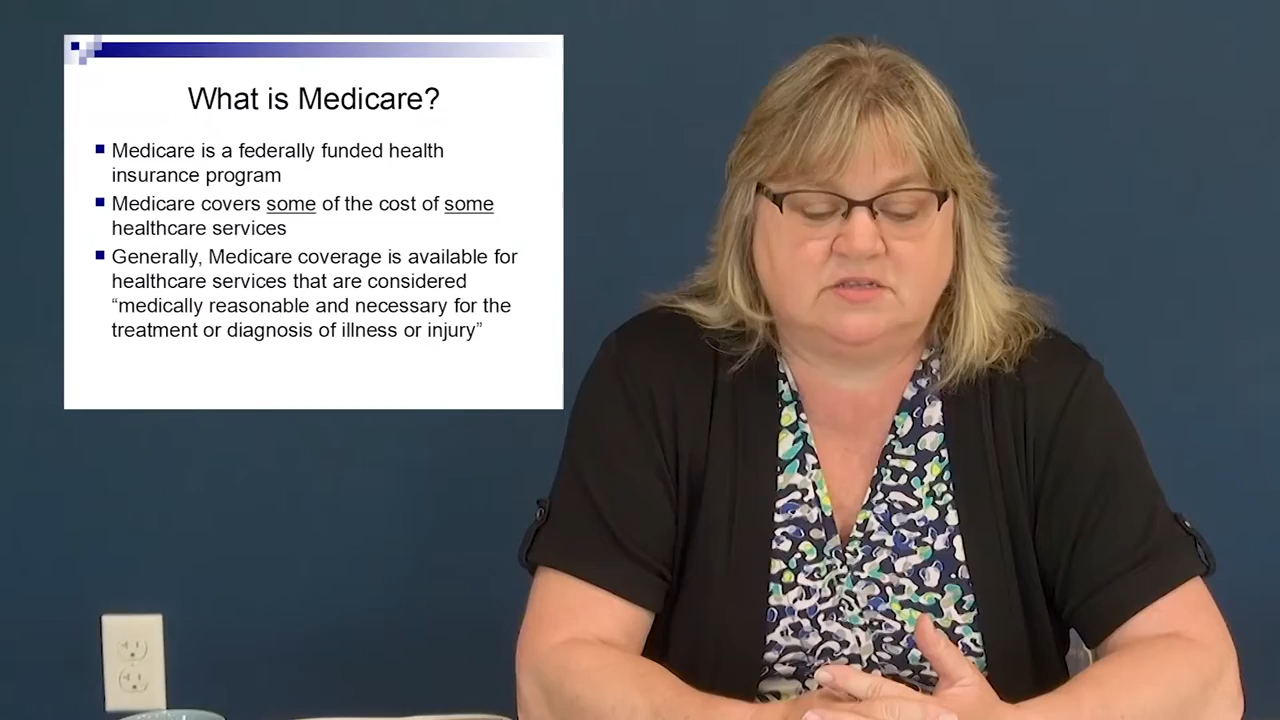 What is Medicare?
Medicare is a federally funded health
insurance program
Medicare covers some of the cost of some
healthcare services
Generally, Medicare coverage is available for
healthcare services that are considered
“medically reasonable and necessary for the
treatment or diagnosis of illness or injury”